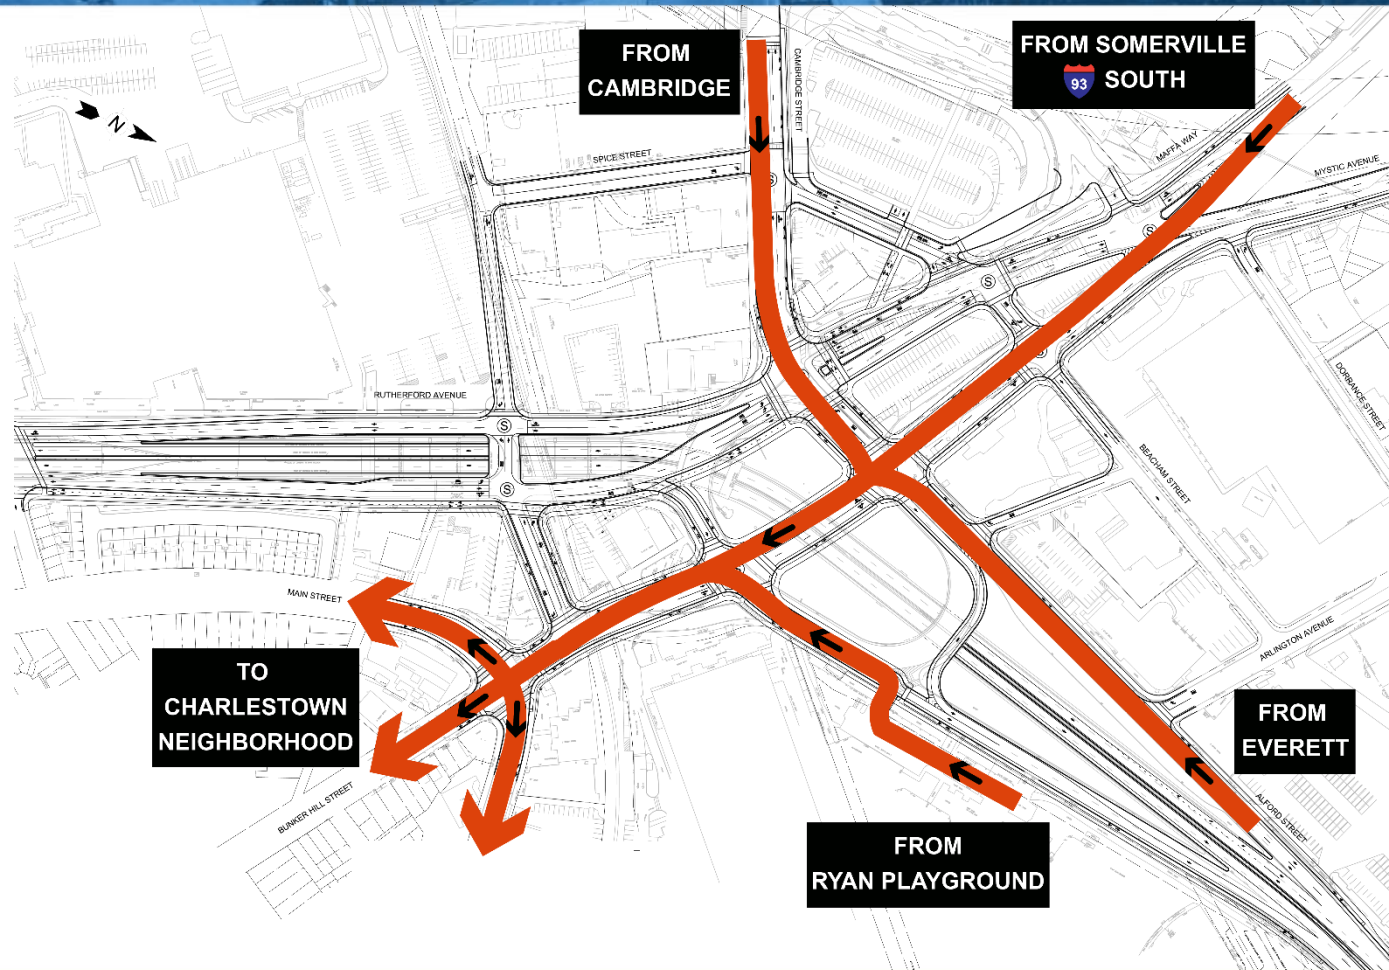 FROM
CAMBRIDGE
FROM SOMERVILLE
93 SOUTH
CAMBRIDGE STREET
N
SPICE STREET
MAFFA WAY
MYSTIC AVENUE
S
S
S
S
RUTHERFORD AVENUE
DORRANCE STREET
S
BEACHAM STREET
S
MAIN STREET
ARLINGTON AVENUE
TO
CHARLESTOWN
NEIGHBORHOOD
FROM
EVERETT
BUNKER HILL STREET
ALFORD STREET
FROM
RYAN PLAYGROUND